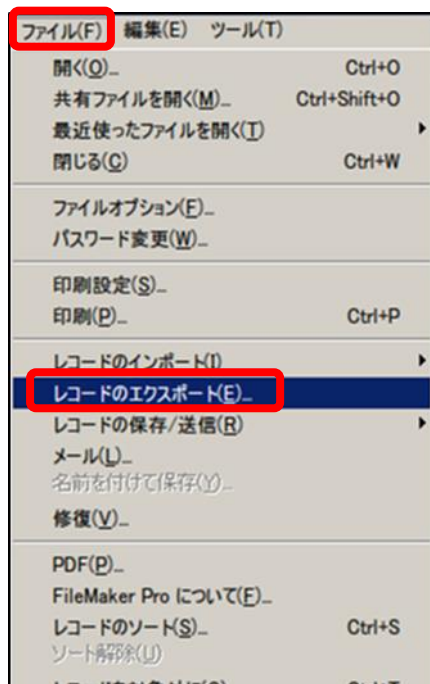 ファイル(F) 編集(E) ツール(T)
開く(O)... Ctrl+O
共有ファイルを開く(M)... Ctrl+Shift+O
最近使ったファイルを開く(T)
閉じる(C) Ctrl+W
ファイルオプション(F)...
パスワード変更(W)...
印刷設定(S)...
印刷(P)... Ctrl+P
レコードのインポート(I)
レコードのエクスポート(E)...
レコードの保存/送信(R)
メール(L)...
名前を付けて保存(Y)...
修復(V)...
PDF(P)...
FileMaker Pro について(F)...
レコードのソート(S)... Ctrl+S
ソート解除(U)